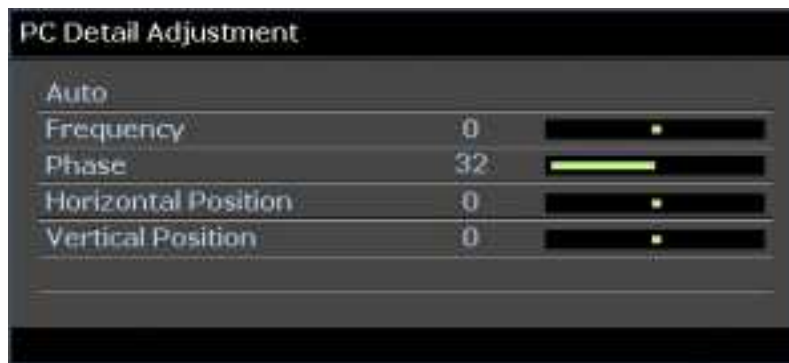 PC Detail Adjustment
Auto
Frequency 0
Phase 32
Horizontal Position 0
Vertical Position 0